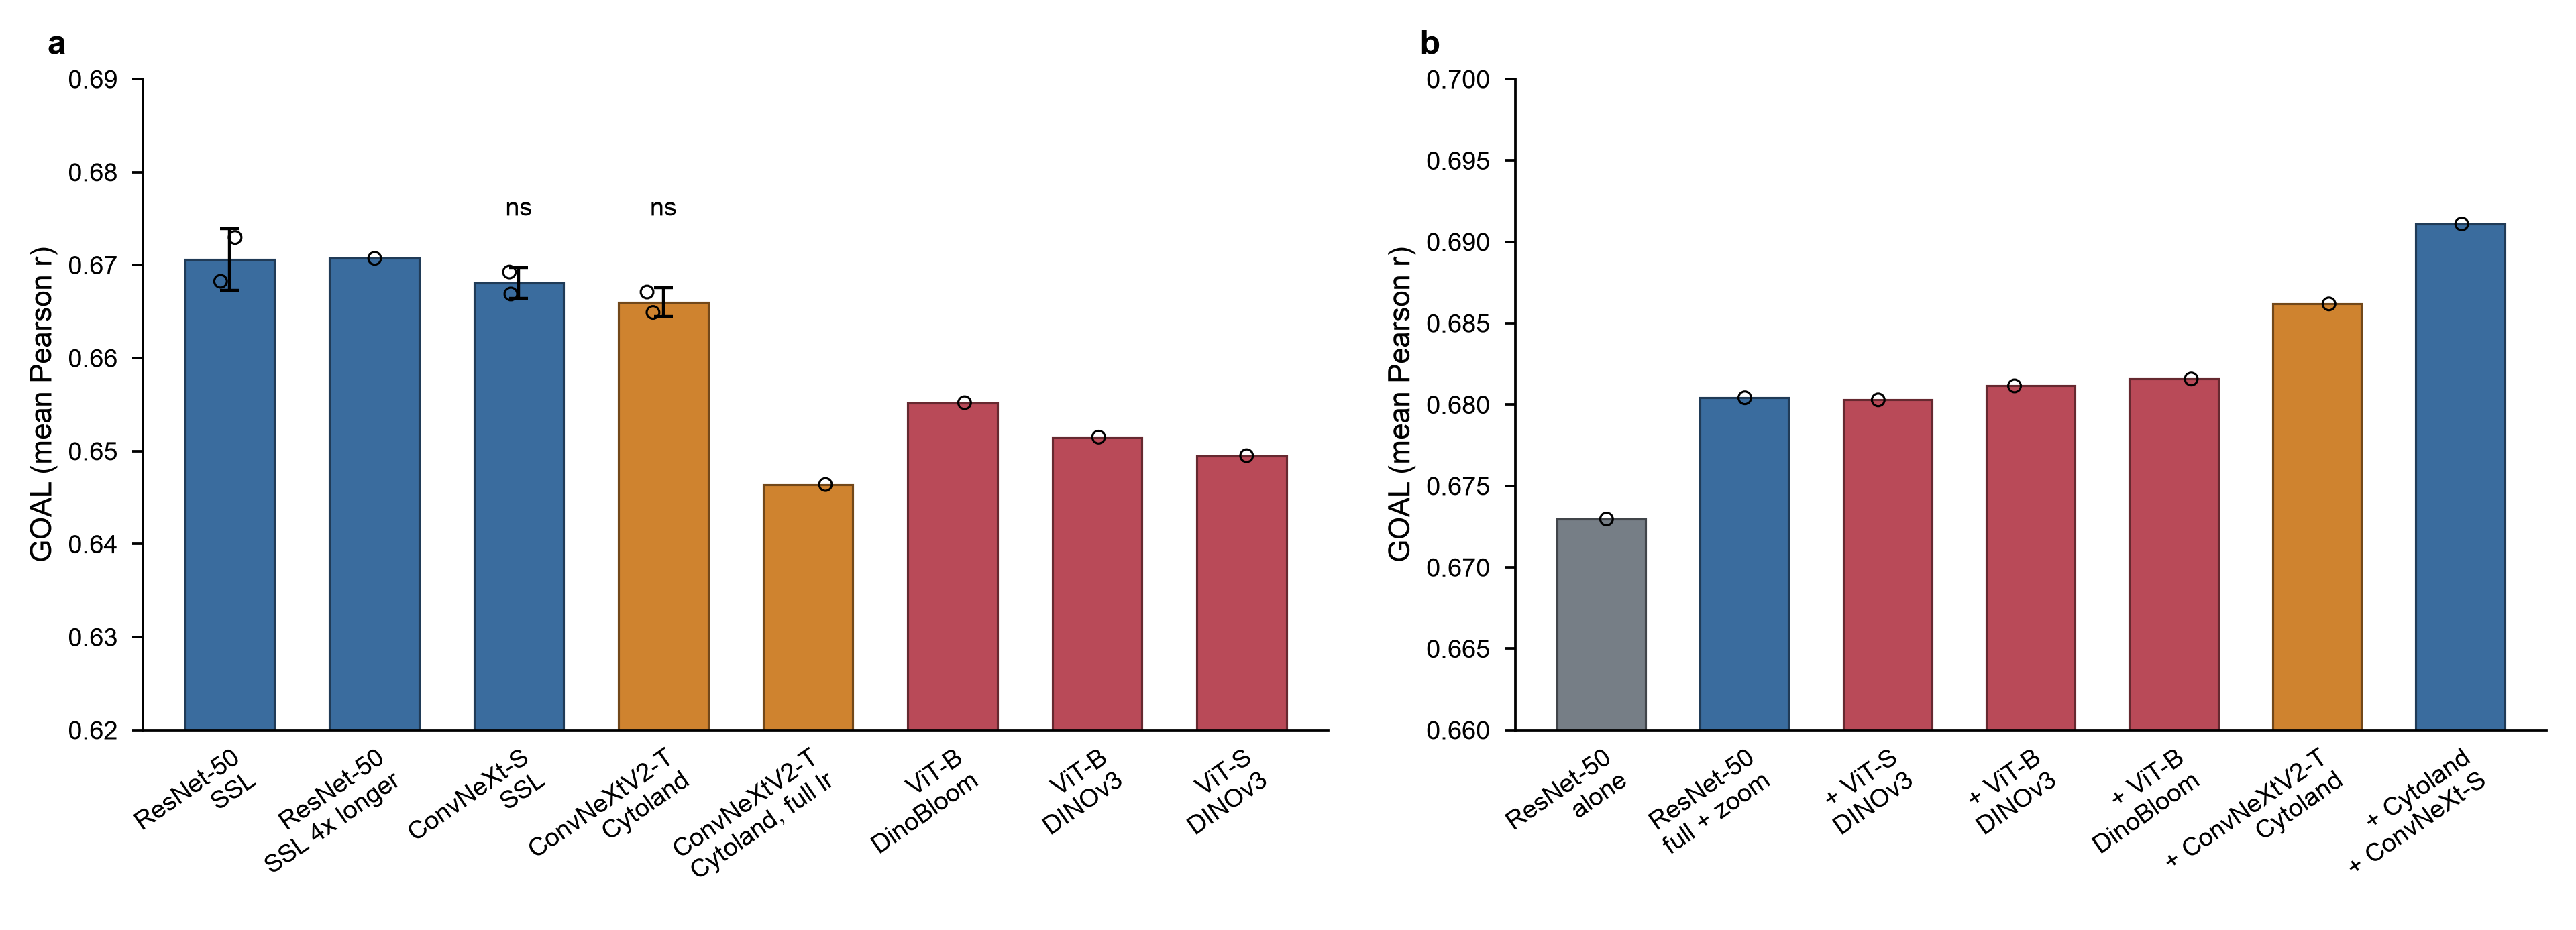 a
GOAL (mean Pearson r)
0.69
0.68
0.67
0.66
0.65
0.64
0.63
0.62
ns
ns
ResNet-50
SSL
ResNet-50
SSL 4x longer
ConvNeXt-S
SSL
ConvNeXtV2-T
Cytoland
ConvNeXtV2-T
Cytoland, full lr
ViT-B
DinoBloom
ViT-B
DINOv3
ViT-S
DINOv3
b
GOAL (mean Pearson r)
0.700
0.695
0.690
0.685
0.680
0.675
0.670
0.665
0.660
ResNet-50
alone
ResNet-50
full + zoom
+ ViT-S
DINOv3
+ ViT-B
DINOv3
+ ViT-B
DinoBloom
+ ConvNeXtV2-T
Cytoland
+ Cytoland
+ ConvNeXt-S